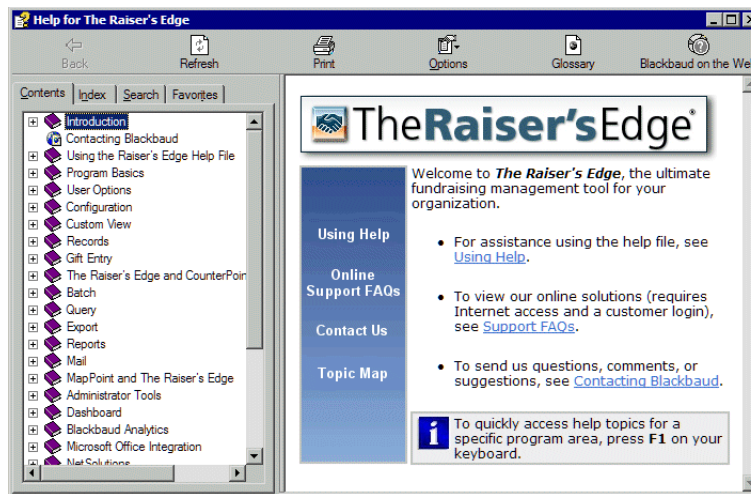 Help for The Raiser's Edge
Back Refresh Print Options Glossary Blackbaud on the We
Contents Index Search Favorites
Introduction
Contacting Blackbaud
Using the Raiser's Edge Help File
Program Basics
User Options
Configuration
Custom View
Records
Gift Entry
The Raiser's Edge and CounterPoin
Batch
Query
Export
Reports
Mail
MapPoint and The Raiser's Edge
Administrator Tools
Dashboard
Blackbaud Analytics
Microsoft Office Integration
NetSolutions
The Raiser's Edge®
Using Help
Online
Support FAQs
Contact Us
Topic Map
Welcome to The Raiser's Edge, the ultimate
fundraising management tool for your
organization.
• For assistance using the help file, see
Using Help.
• To view our online solutions (requires
Internet access and a customer login),
see Support FAQs.
• To send us questions, comments, or
suggestions, see Contacting Blackbaud.
i
To quickly access help topics for a
specific program area, press F1 on your
keyboard.